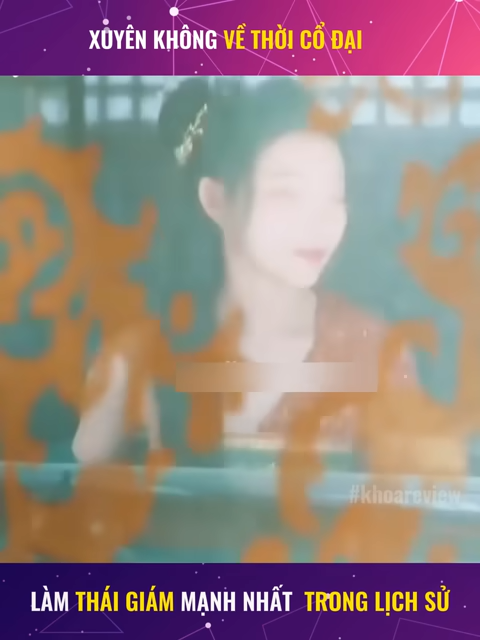 XUYÊN KHÔNG VỀ THỜI CỔ ĐẠI
#khoareview
LÀM THÁI GIÁM MẠNH NHẤT TRONG LỊCH SỬ